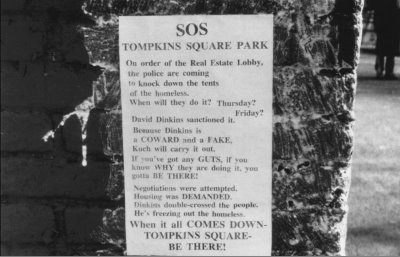 SOS
TOMPKINS SQUARE PARK
On order of the Real Estate Lobby,
the police are coming
to knock down the tents
of the homeless.
When will they do it? Thursday?
Friday?
David Dinkins sanctioned it.
Because Dinkins is
a COWARD and a FAKE,
Koch will carry it out.
If you've got any GUTS, if you
know WHY they are doing it, you
gotta BE THERE!
Negotiations were attempted.
Housing was DEMANDED.
Dinkins double-crossed the people.
He's freezing out the homeless.
When it all COMES DOWN-
TOMPKINS SQUARE-
BE THERE!